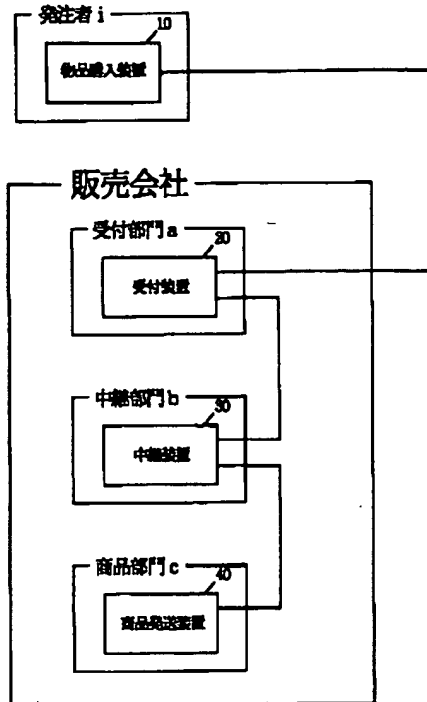 発注者 i
10
物品購入装置
販売会社
受付部門 a
20
受付装置
中継部門 b
30
中継装置
商品部門 c
40
商品発送装置